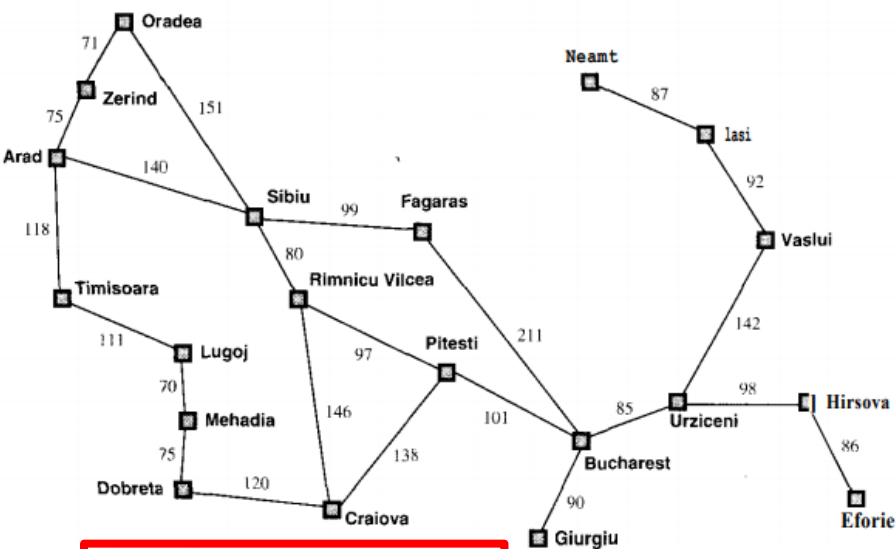 Oradea
71
Neamt
87
Zerind
151
75
Iasi
Arad
140
92
Sibiu
Fagaras
99
118
Vaslui
80
Timisoara
Rimnicu Vilcea
142
111
Lugoj
97
Pitesti
211
70
98
146
101
85
Hirsova
Mehadia
Urziceni
138
86
75
Bucharest
Dobreta
120
90
Craiova
Eforie
Giurgiu